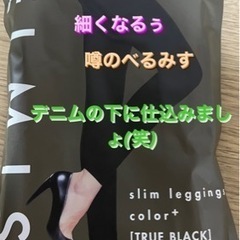 細くなるぅ
噂のべるみす
デニムの下に仕込みまし
ょ(笑)
slim leggings
color+
[TRUE BLACK]